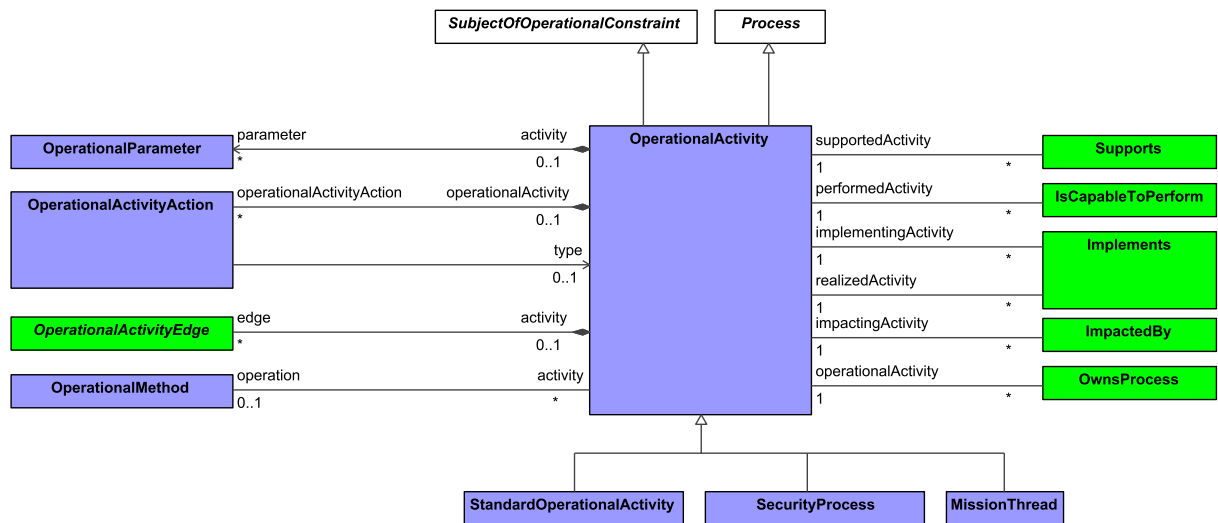 SubjectOfOperationalConstraint
Process
OperationalActivity
OperationalParameter
parameter
activity
*
0..1
OperationalActivityAction
operationalActivityAction
operationalActivity
*
0..1
type
0..1
OperationalActivityEdge
edge
activity
*
0..1
OperationalMethod
operation
activity
0..1
*
supportedActivity
1
*
Supports
performedActivity
1
*
IsCapableToPerform
implementingActivity
1
*
Implements
realizedActivity
1
*
impactingActivity
1
*
ImpactedBy
operationalActivity
1
*
OwnsProcess
StandardOperationalActivity
SecurityProcess
MissionThread